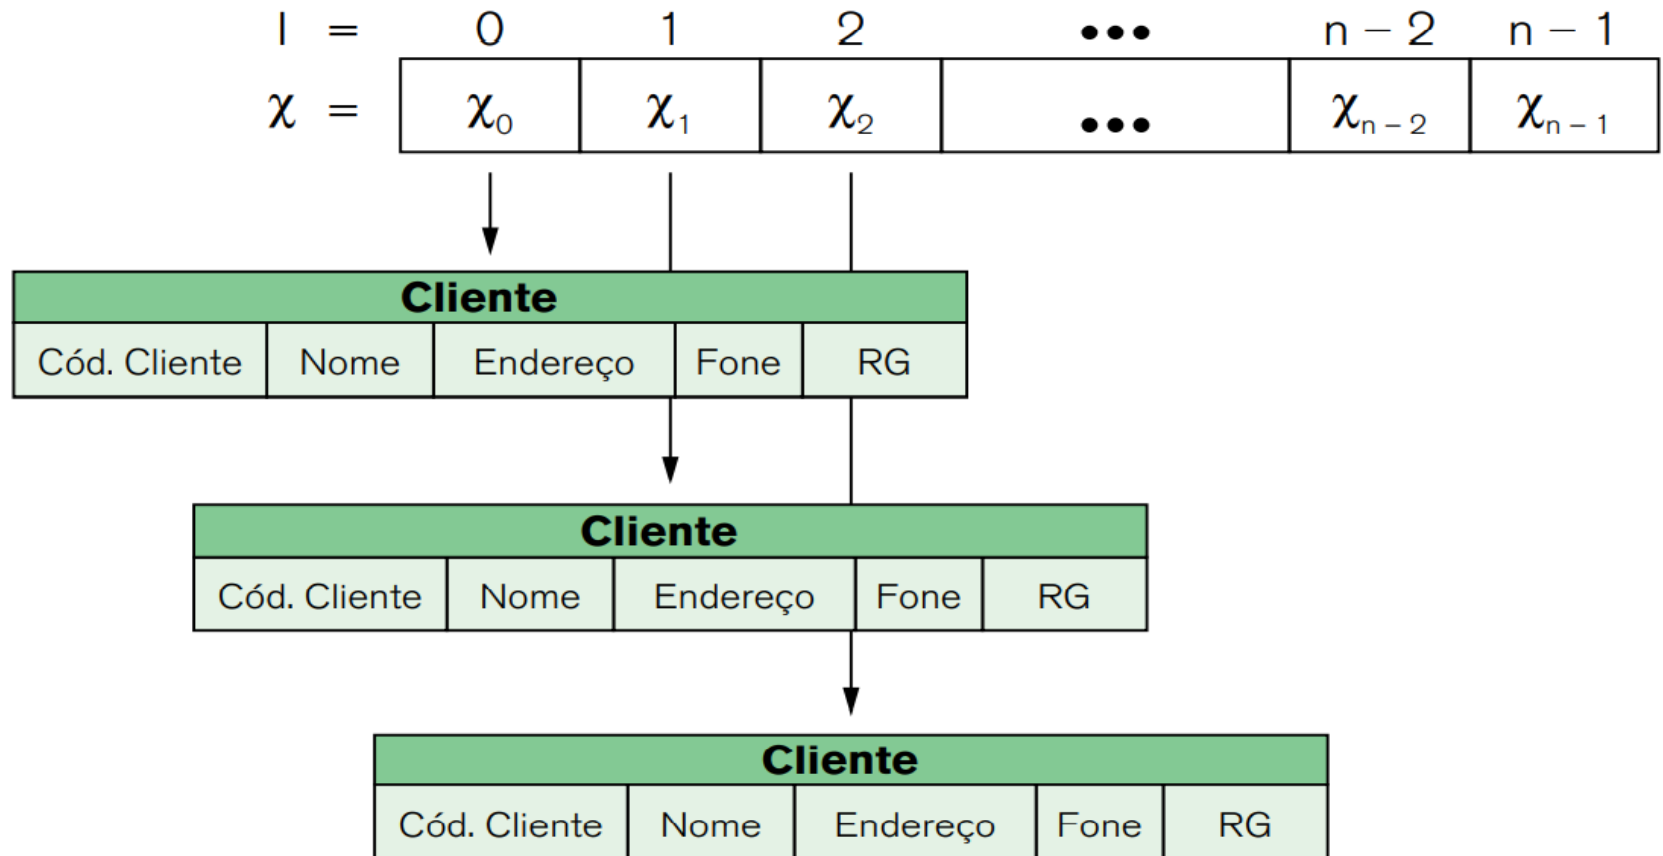 I = 0 1 2 ••• n – 2 n – 1
χ = χ₀ χ₁ χ₂ ••• χₙ₋₂ χₙ₋₁
Cliente
Cód. Cliente Nome Endereço Fone RG
Cliente
Cód. Cliente Nome Endereço Fone RG
Cliente
Cód. Cliente Nome Endereço Fone RG